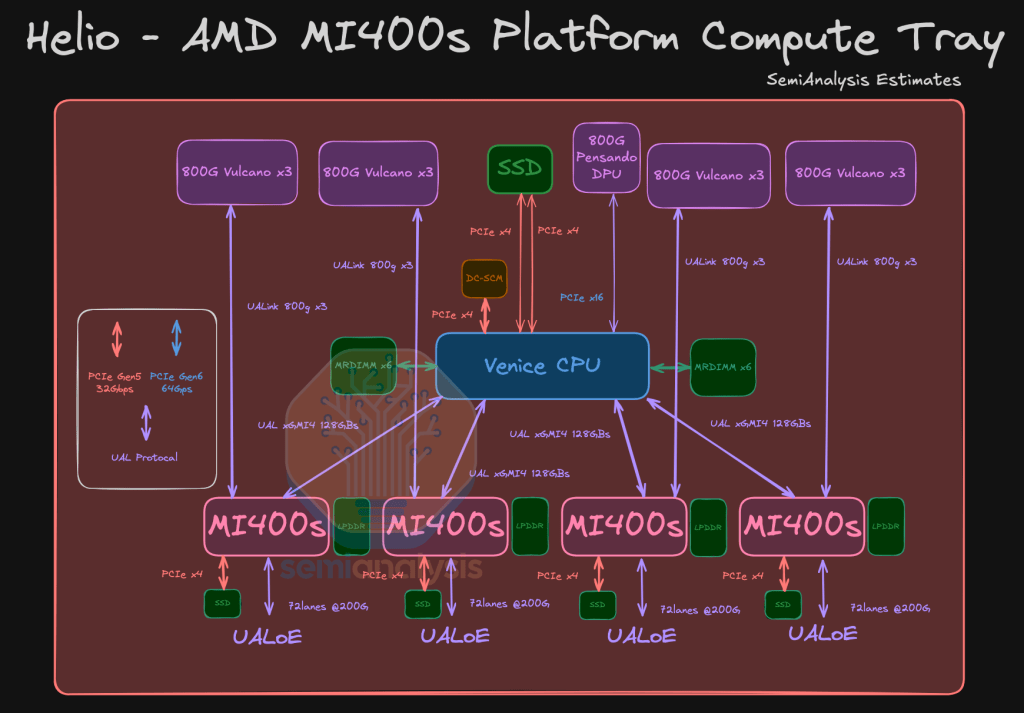 Helio - AMD MI400s Platform Compute Tray
SemiAnalysis Estimates
800G Vulcano x3
800G Vulcano x3
SSD
800G
Pensando
DPU
800G Vulcano x3
800G Vulcano x3
PCIe x4
PCIe x4
UALink 800g x3
UALink 800g x3
UALink 800g x3
UALink 800g x3
DC-SCM
PCIe x16
PCIe x4
PCIe Gen5
32Gbps
PCIe Gen6
64Gps
UAL Protocal
MRDIMM x6
Venice CPU
MRDIMM x6
UAL xGMI4 128GBs
UAL xGMI4 128GBs
UAL xGMI4 128GBs
UAL xGMI4 128GBs
MI400s
LPDDR
MI400s
LPDDR
MI400s
LPDDR
MI400s
LPDDR
semianalysis
PCIe x4
PCIe x4
PCIe x4
PCIe x4
SSD
72lanes @200G
SSD
72lanes @200G
SSD
72lanes @200G
SSD
72lanes @200G
UALoE
UALoE
UALoE
UALoE